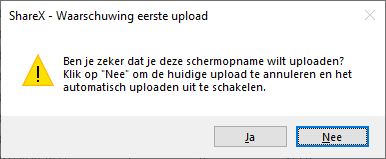 ShareX - Waarschuwing eerste upload
Ben je zeker dat je deze schermopname wilt uploaden?
Klik op "Nee" om de huidige upload te annuleren en het
automatisch uploaden uit te schakelen.
Ja
Nee